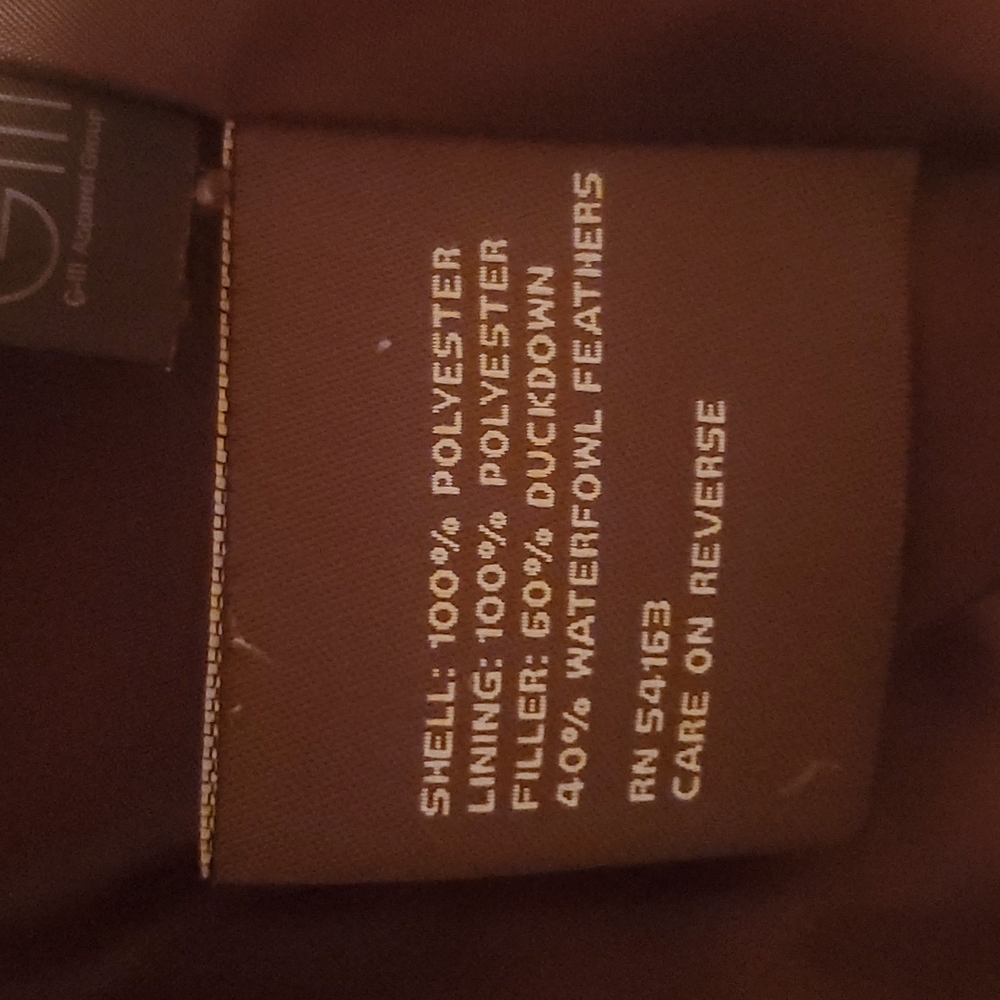 G-III
G-III Apparel Group
SHELL: 100% POLYESTER
LINING: 100% POLYESTER
FILLER: 60% DUCKDOWN
40% WATERFOWL FEATHERS
RN 54163
CARE ON REVERSE